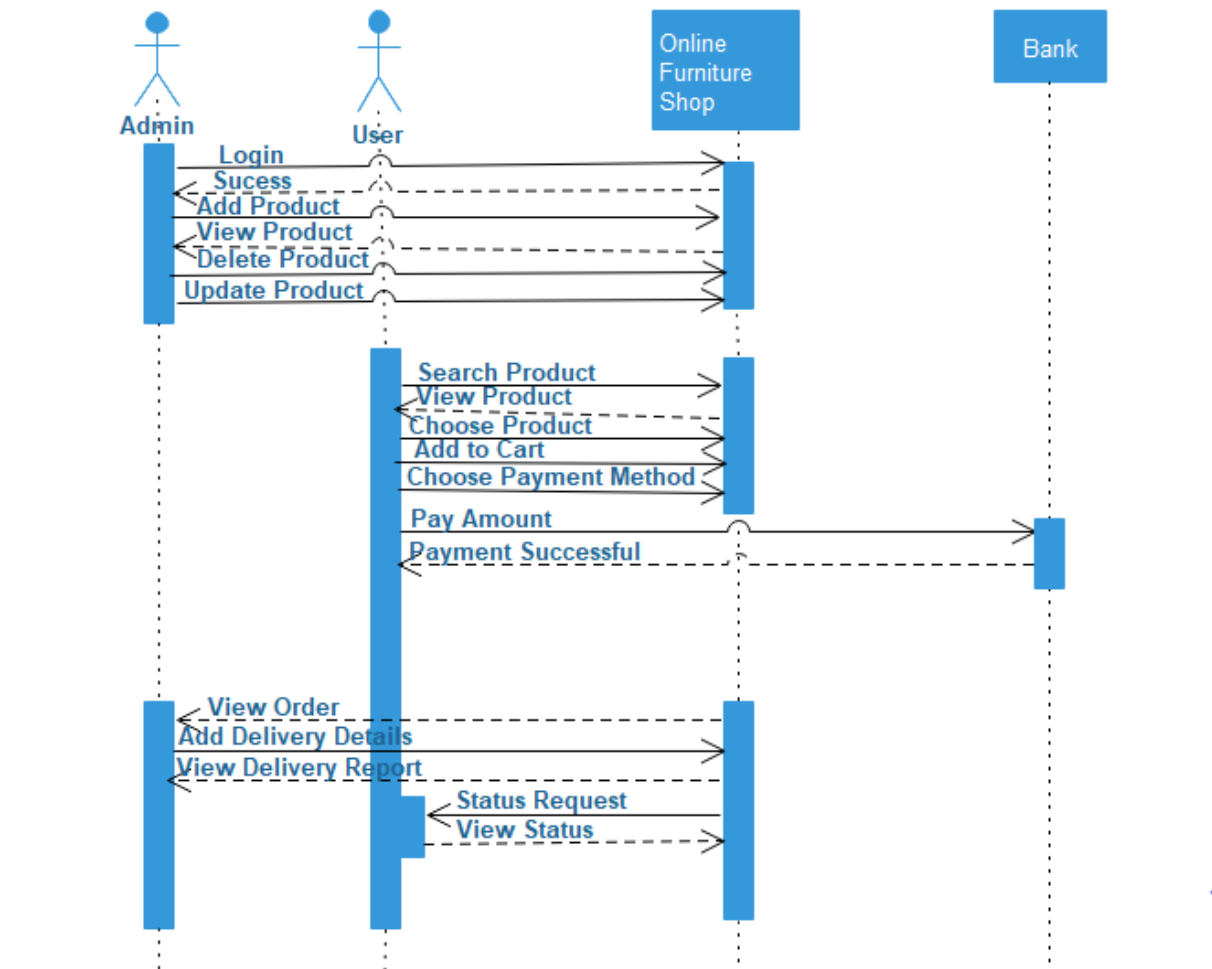 Online
Furniture
Shop
Bank
Admin
User
Login
Sucess
Add Product
View Product
Delete Product
Update Product
Search Product
View Product
Choose Product
Add to Cart
Choose Payment Method
Pay Amount
Payment Successful
View Order
Add Delivery Details
View Delivery Report
Status Request
View Status